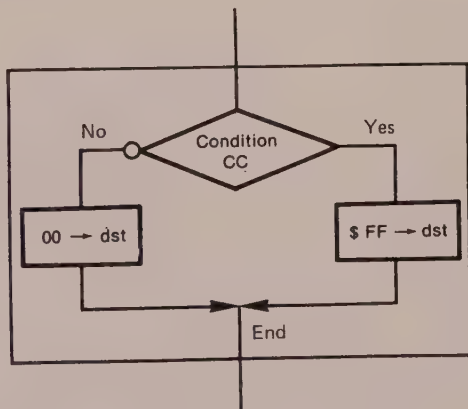 No
Condition
CC
Yes
00 → dst
$ FF → dst
End